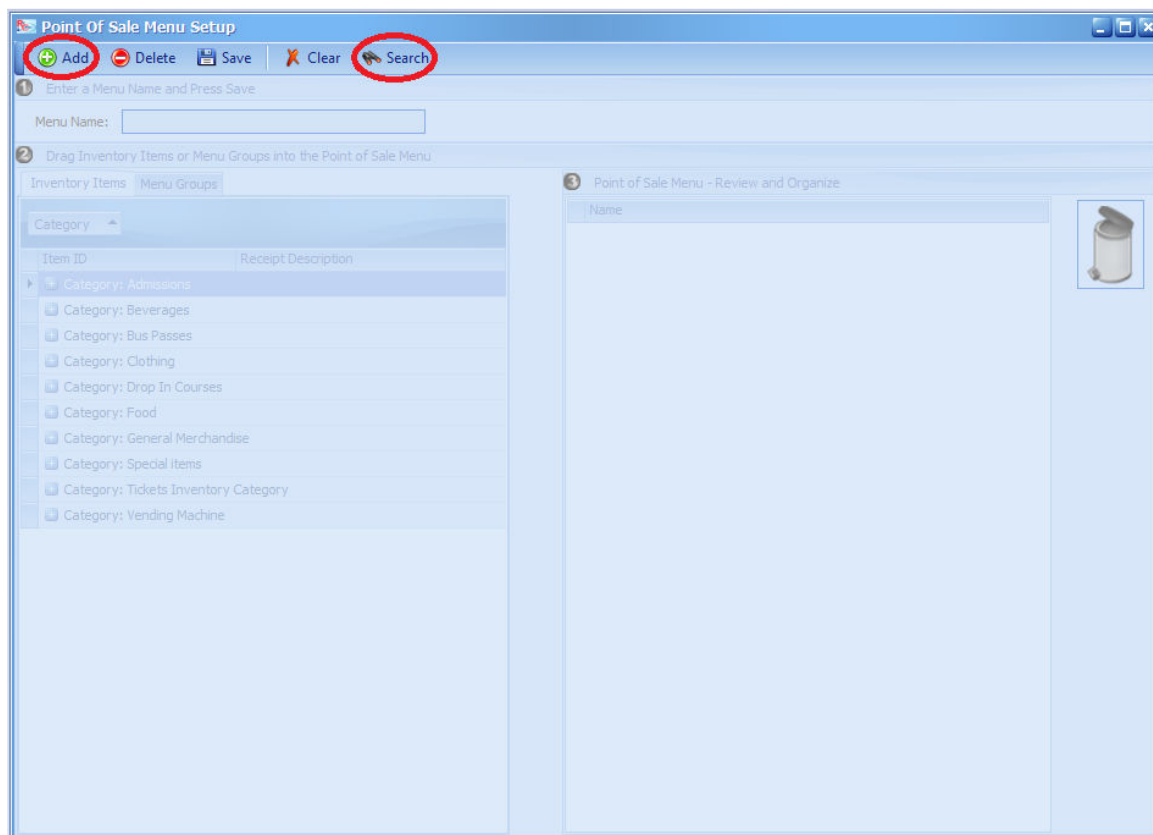 Point Of Sale Menu Setup
Add Delete Save Clear Search
1 Enter a Menu Name and Press Save
Menu Name:
2 Drag Inventory Items or Menu Groups into the Point of Sale Menu
Inventory Items Menu Groups
Category
Item ID Receipt Description
Category: Admissions
Category: Beverages
Category: Bus Passes
Category: Clothing
Category: Drop In Courses
Category: Food
Category: General Merchandise
Category: Special items
Category: Tickets Inventory Category
Category: Vending Machine
3 Point of Sale Menu - Review and Organize
Name